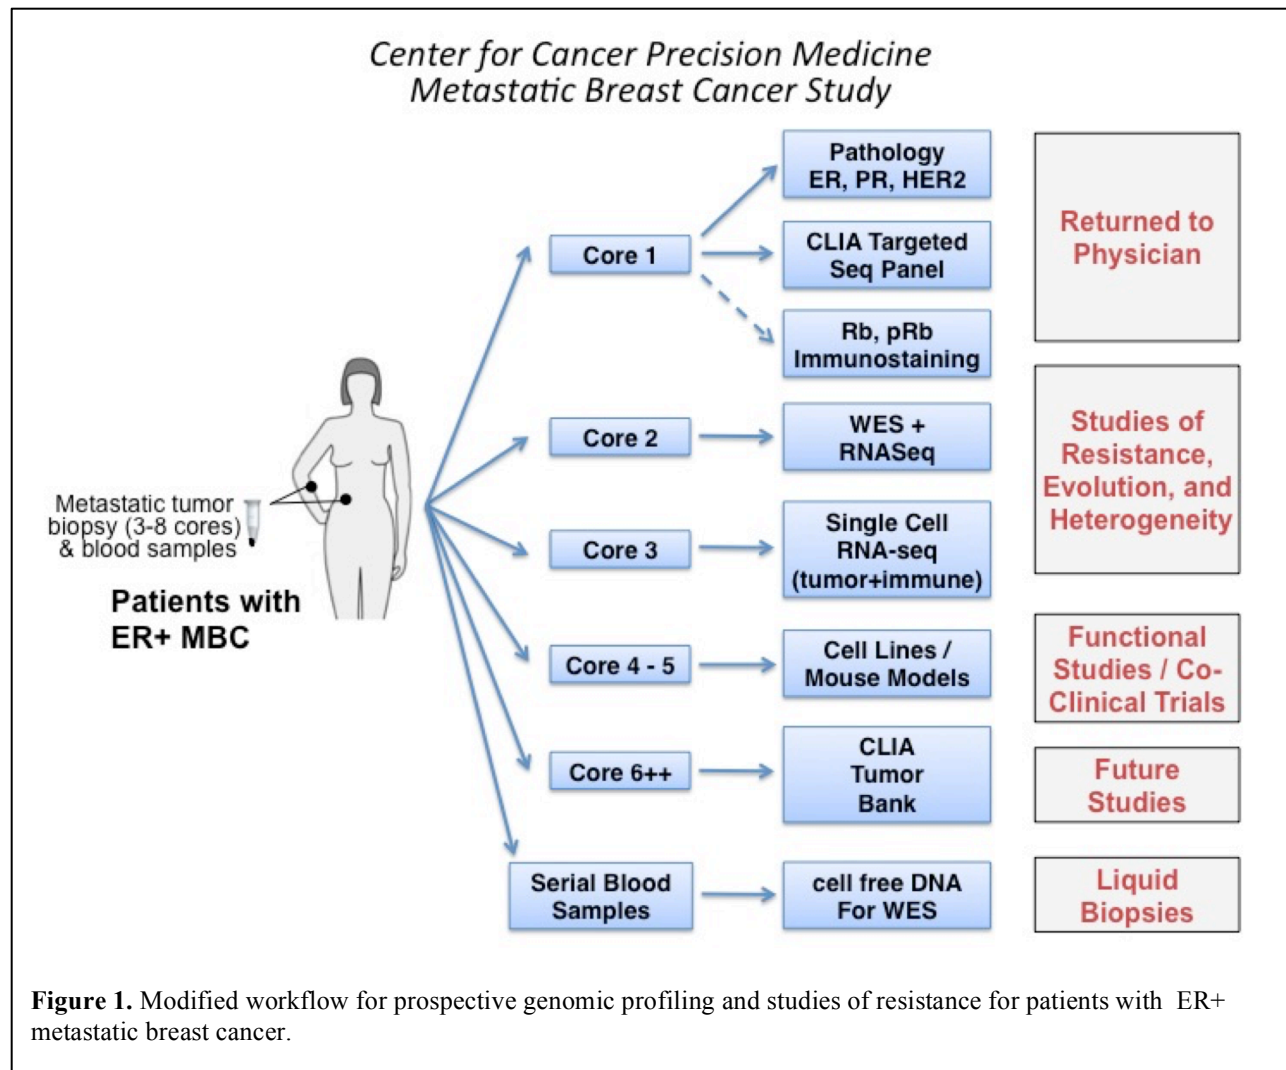 Center for Cancer Precision Medicine
Metastatic Breast Cancer Study
Pathology
ER, PR, HER2
Returned to
Physician
Core 1
CLIA Targeted
Seq Panel
Rb, pRb
Immunostaining
Core 2
WES +
RNASeq
Studies of
Resistance,
Evolution, and
Heterogeneity
Metastatic tumor
biopsy (3-8 cores)
& blood samples
Patients with
ER+ MBC
Core 3
Single Cell
RNA-seq
(tumor+immune)
Core 4 - 5
Cell Lines /
Mouse Models
Functional
Studies / Co-
Clinical Trials
Core 6++
CLIA
Tumor
Bank
Future
Studies
Serial Blood
Samples
cell free DNA
For WES
Liquid
Biopsies
Figure 1. Modified workflow for prospective genomic profiling and studies of resistance for patients with ER+
metastatic breast cancer.